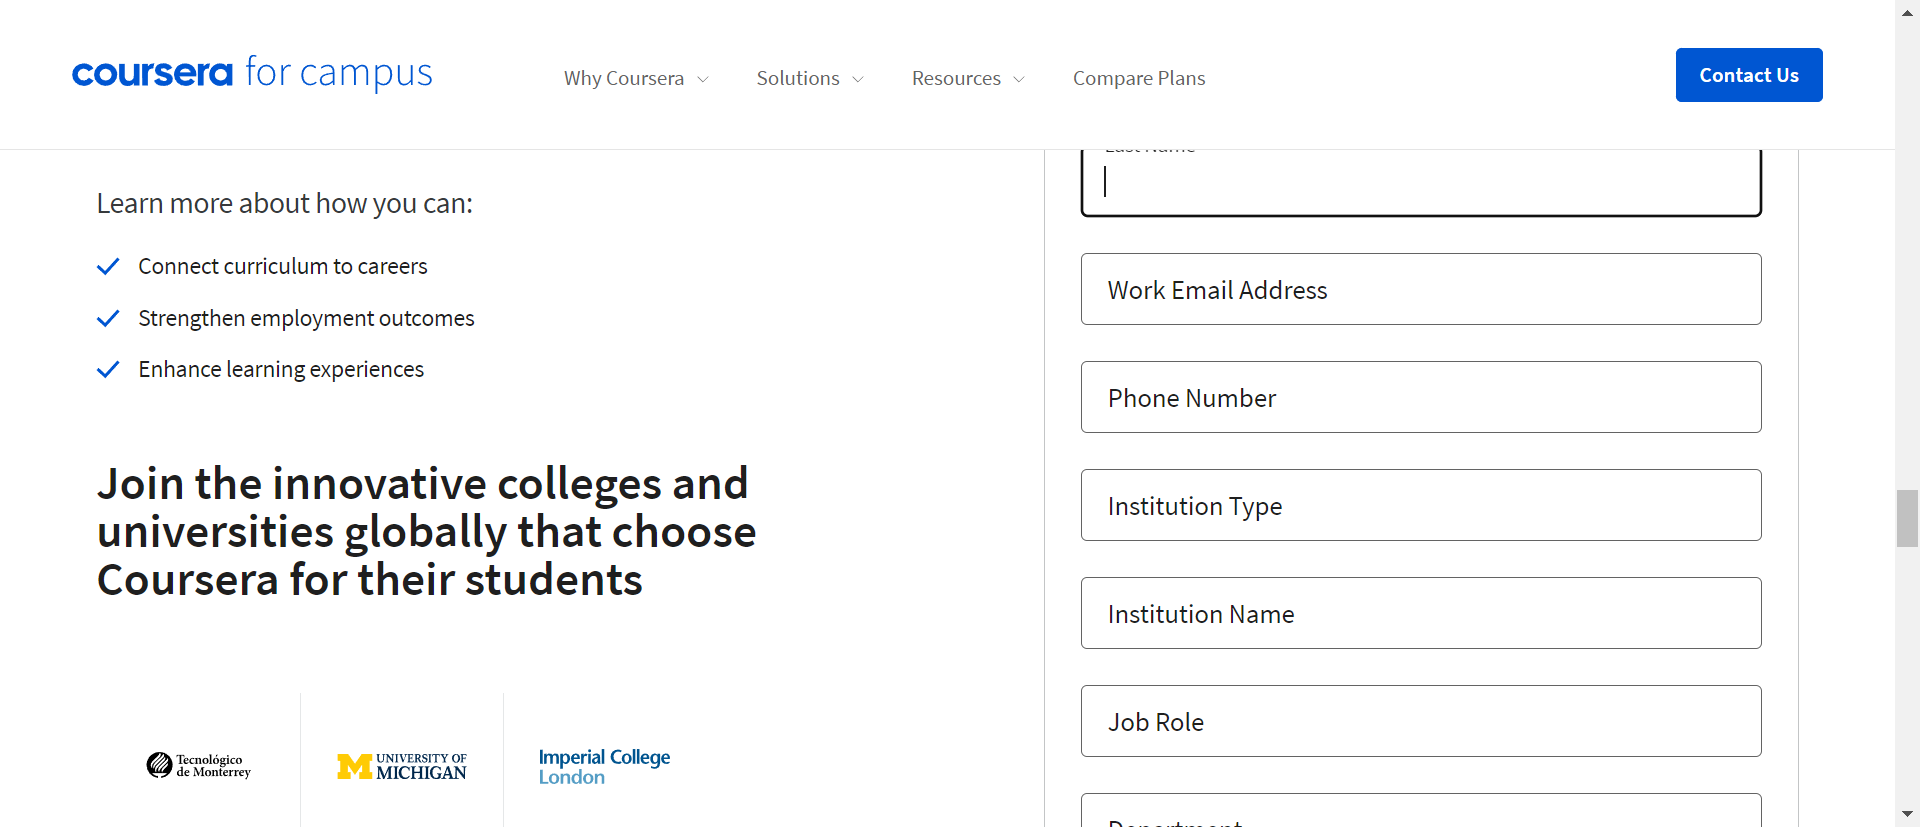 coursera for campus
Why Coursera
Solutions
Resources
Compare Plans
Contact Us
Learn more about how you can:
Connect curriculum to careers
Strengthen employment outcomes
Enhance learning experiences
Join the innovative colleges and
universities globally that choose
Coursera for their students
Tecnológico
de Monterrey
UNIVERSITY OF
MICHIGAN
Imperial College
London
Last Name
Work Email Address
Phone Number
Institution Type
Institution Name
Job Role
Department